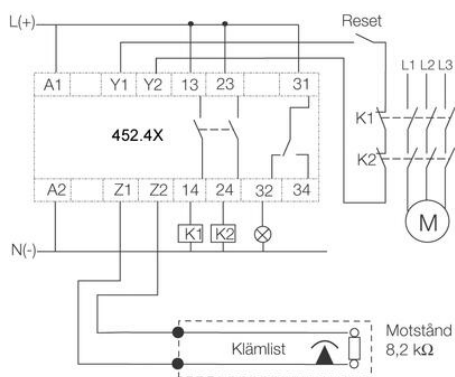 L(+)
Reset
A1 Y1 Y2 13 23 31
L1 L2 L3
452.4X
K1
K2
A2 Z1 Z2 14 24 32 34
K1 K2
M
N(-)
Klämlist
Motstånd
8,2 kΩ